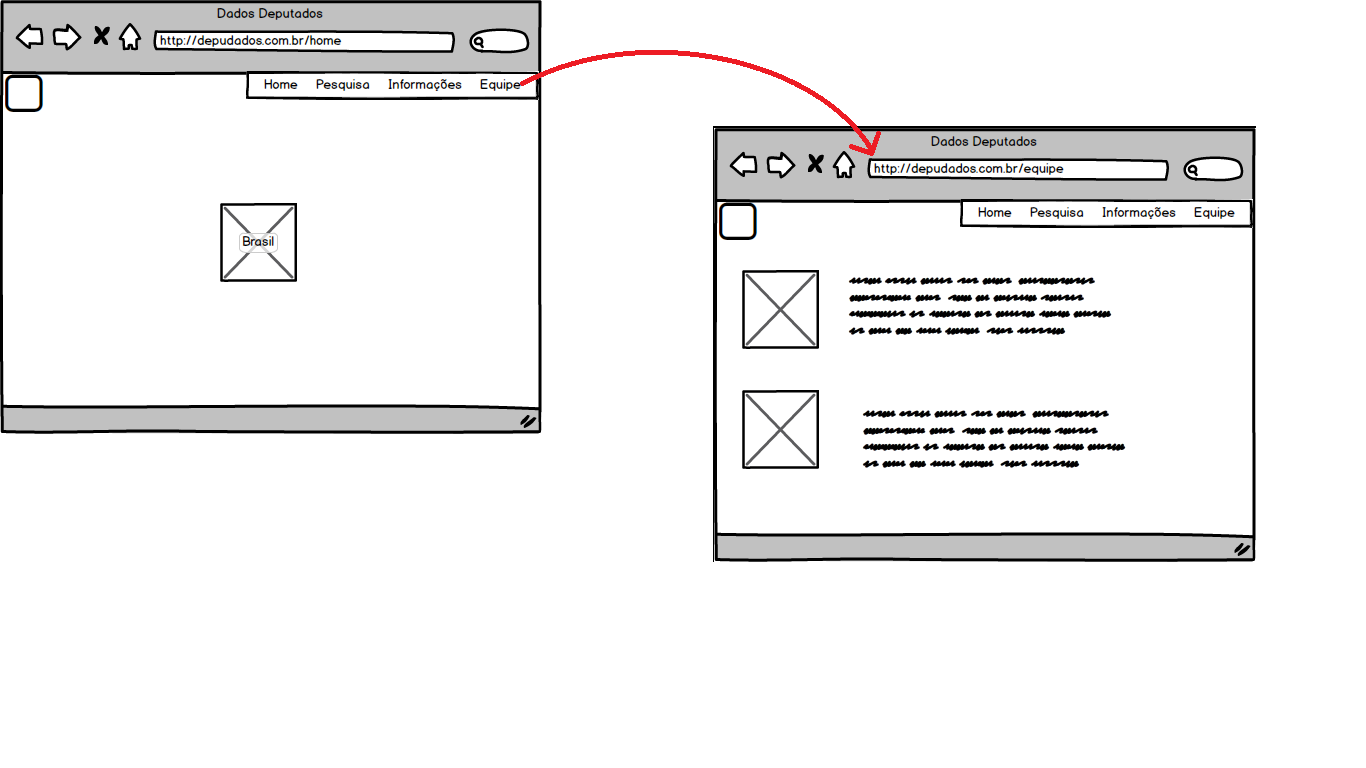 Dados Deputados
http://depudados.com.br/home
Home Pesquisa Informações Equipe
Brasil
Dados Deputados
http://depudados.com.br/equipe
Home Pesquisa Informações Equipe